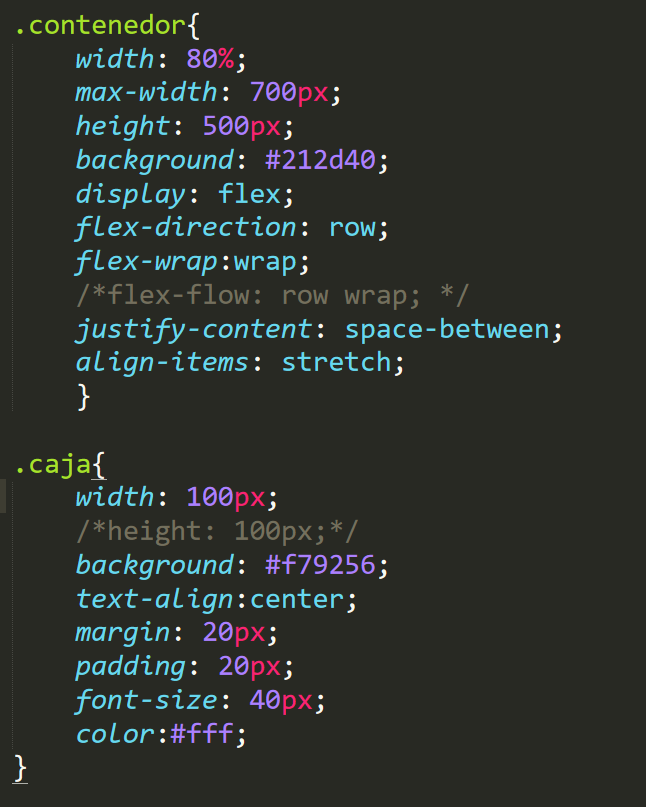 .contenedor{
    width: 80%;
    max-width: 700px;
    height: 500px;
    background: #212d40;
    display: flex;
    flex-direction: row;
    flex-wrap:wrap;
    /*flex-flow: row wrap; */
    justify-content: space-between;
    align-items: stretch;
    }

.caja{
    width: 100px;
    /*height: 100px;*/
    background: #f79256;
    text-align:center;
    margin: 20px;
    padding: 20px;
    font-size: 40px;
    color:#fff;
}